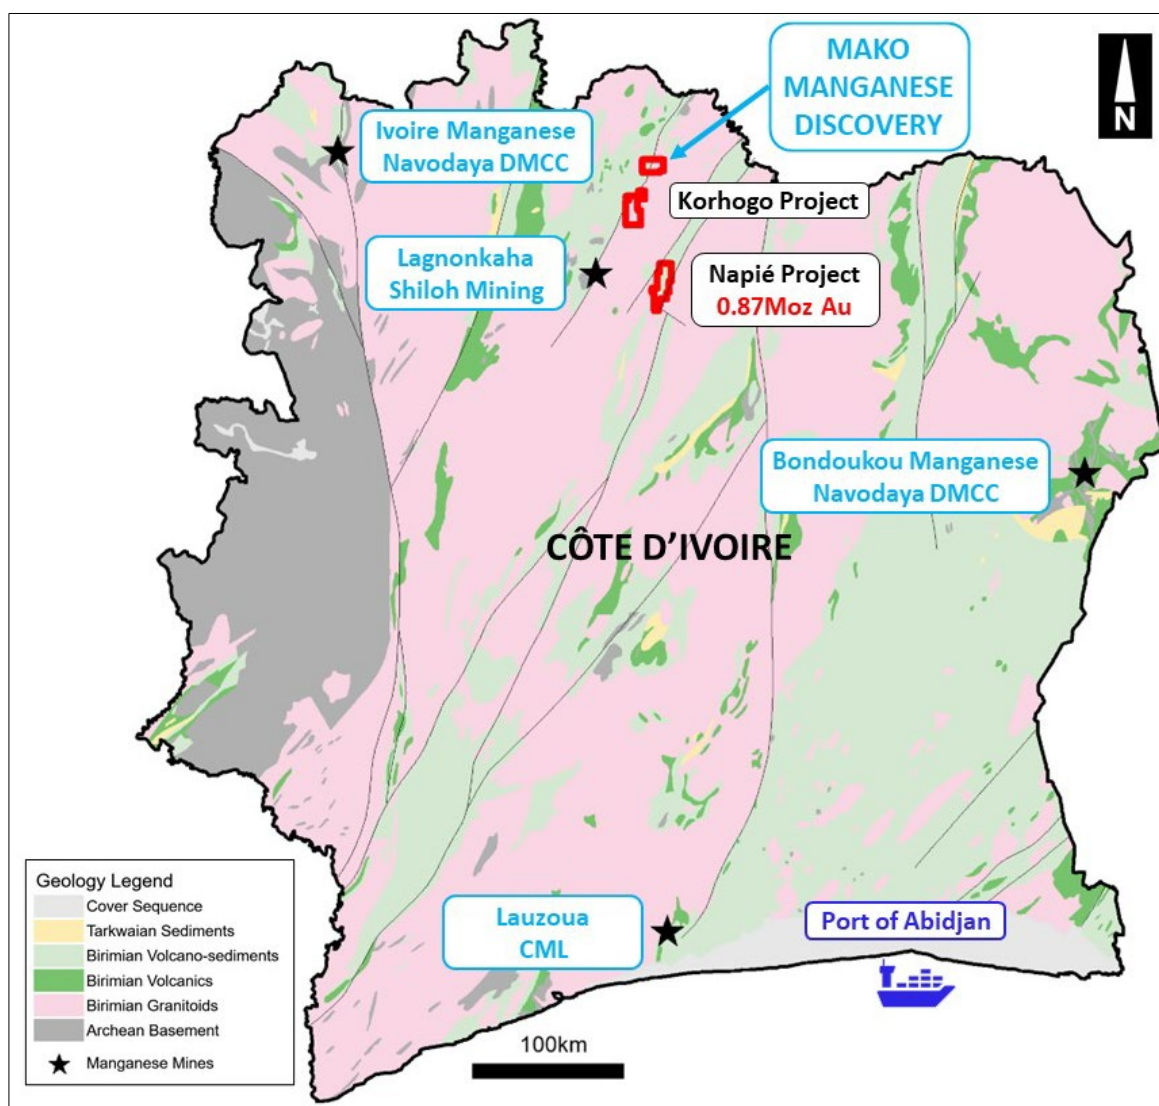 MAKO
MANGANESE
DISCOVERY
N
Ivoire Manganese
Navodaya DMCC
Korhogo Project
Lagnonkaha
Shiloh Mining
Napié Project
0.87Moz Au
Bondoukou Manganese
Navodaya DMCC
CÔTE D'IVOIRE
Geology Legend
Cover Sequence
Tarkwaian Sediments
Birimian Volcano-sediments
Birimian Volcanics
Birimian Granitoids
Archean Basement
Manganese Mines
Lauzoua
CML
Port of Abidjan
100km